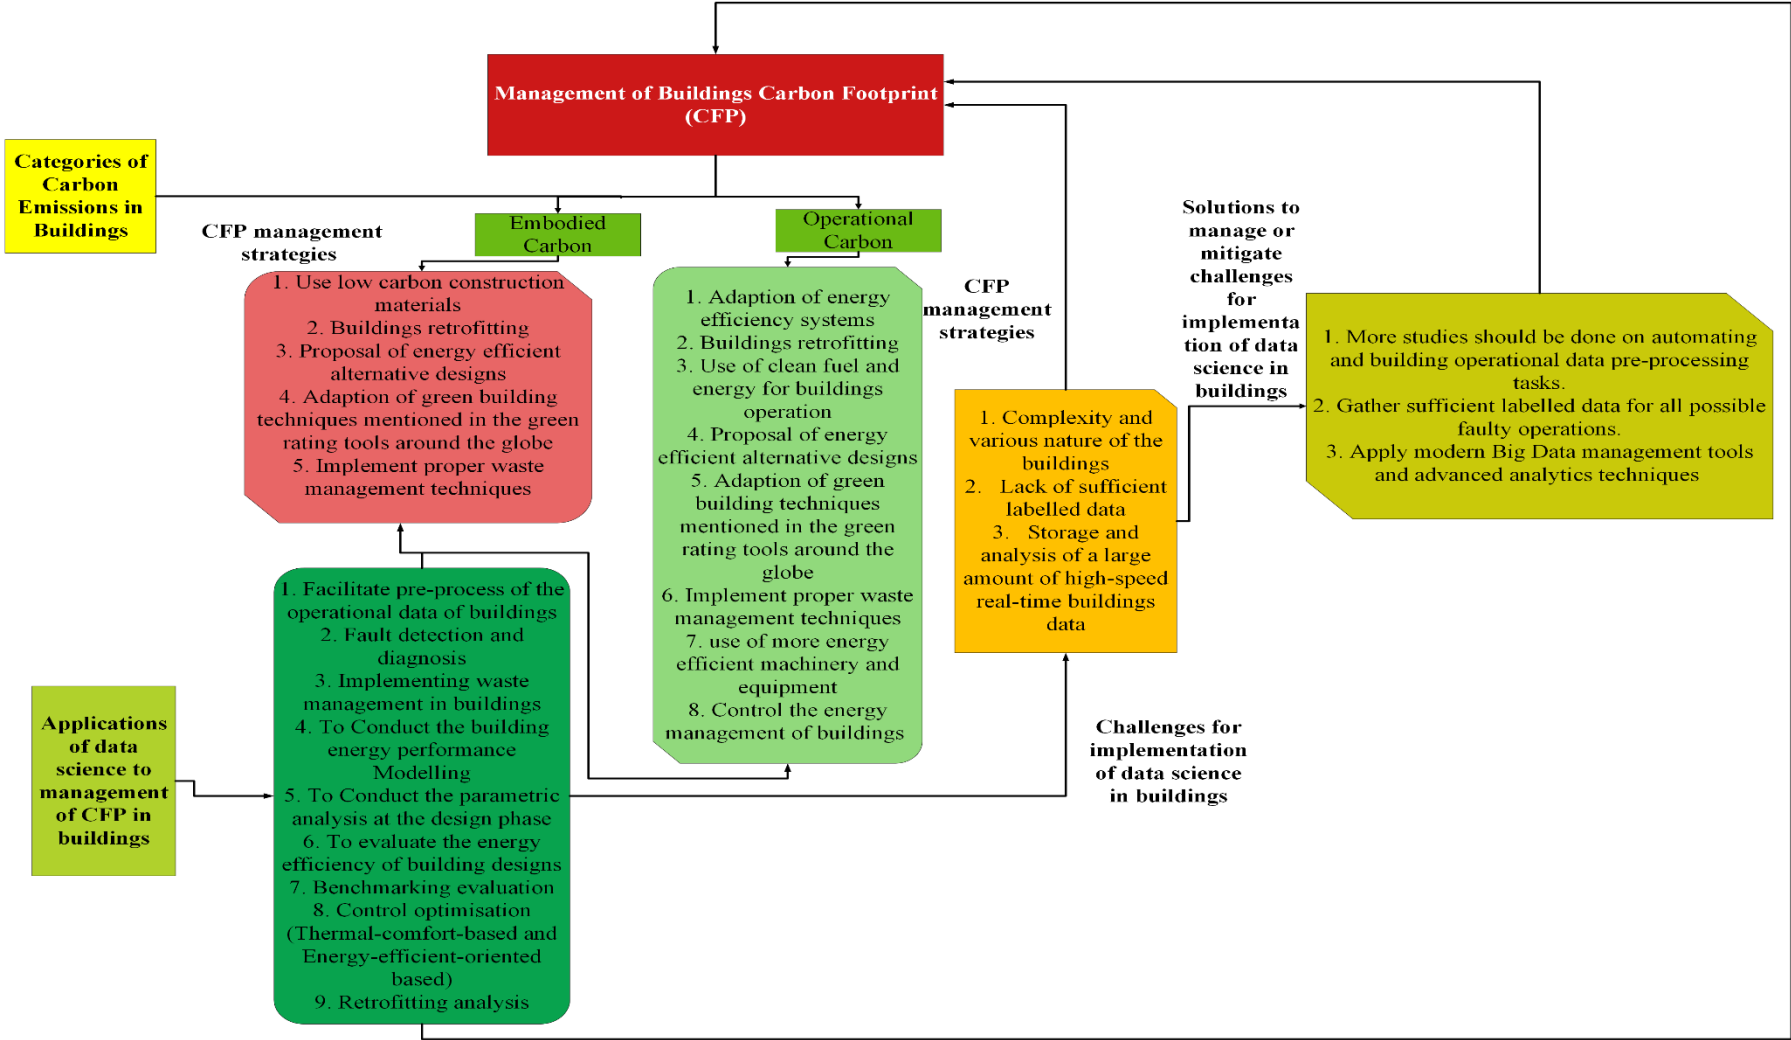 Management of Buildings Carbon Footprint
(CFP)
Categories of
Carbon
Emissions in
Buildings
Embodied
Carbon
Operational
Carbon
CFP management
strategies
1. Use low carbon construction
materials
2. Buildings retrofitting
3. Proposal of energy efficient
alternative designs
4. Adaption of green building
techniques mentioned in the green
rating tools around the globe
5. Implement proper waste
management techniques
1. Adaption of energy
efficiency systems
2. Buildings retrofitting
3. Use of clean fuel and
energy for buildings
operation
4. Proposal of energy
efficient alternative designs
5. Adaption of green
building techniques
mentioned in the green
rating tools around the
globe
6. Implement proper waste
management techniques
7. use of more energy
efficient machinery and
equipment
8. Control the energy
management of buildings
CFP
management
strategies
1. Complexity and
various nature of the
buildings
2. Lack of sufficient
labelled data
3. Storage and
analysis of a large
amount of high-speed
real-time buildings
data
Solutions to
manage or
mitigate
challenges
for
implementa
tion of data
science in
buildings
1. More studies should be done on automating
and building operational data pre-processing
tasks.
2. Gather sufficient labelled data for all possible
faulty operations.
3. Apply modern Big Data management tools
and advanced analytics techniques
Applications
of data
science to
management
of CFP in
buildings
1. Facilitate pre-process of the
operational data of buildings
2. Fault detection and
diagnosis
3. Implementing waste
management in buildings
4. To Conduct the building
energy performance
Modelling
5. To Conduct the parametric
analysis at the design phase
6. To evaluate the energy
efficiency of building designs
7. Benchmarking evaluation
8. Control optimisation
(Thermal-comfort-based and
Energy-efficient-oriented
based)
9. Retrofitting analysis
Challenges for
implementation
of data science
in buildings